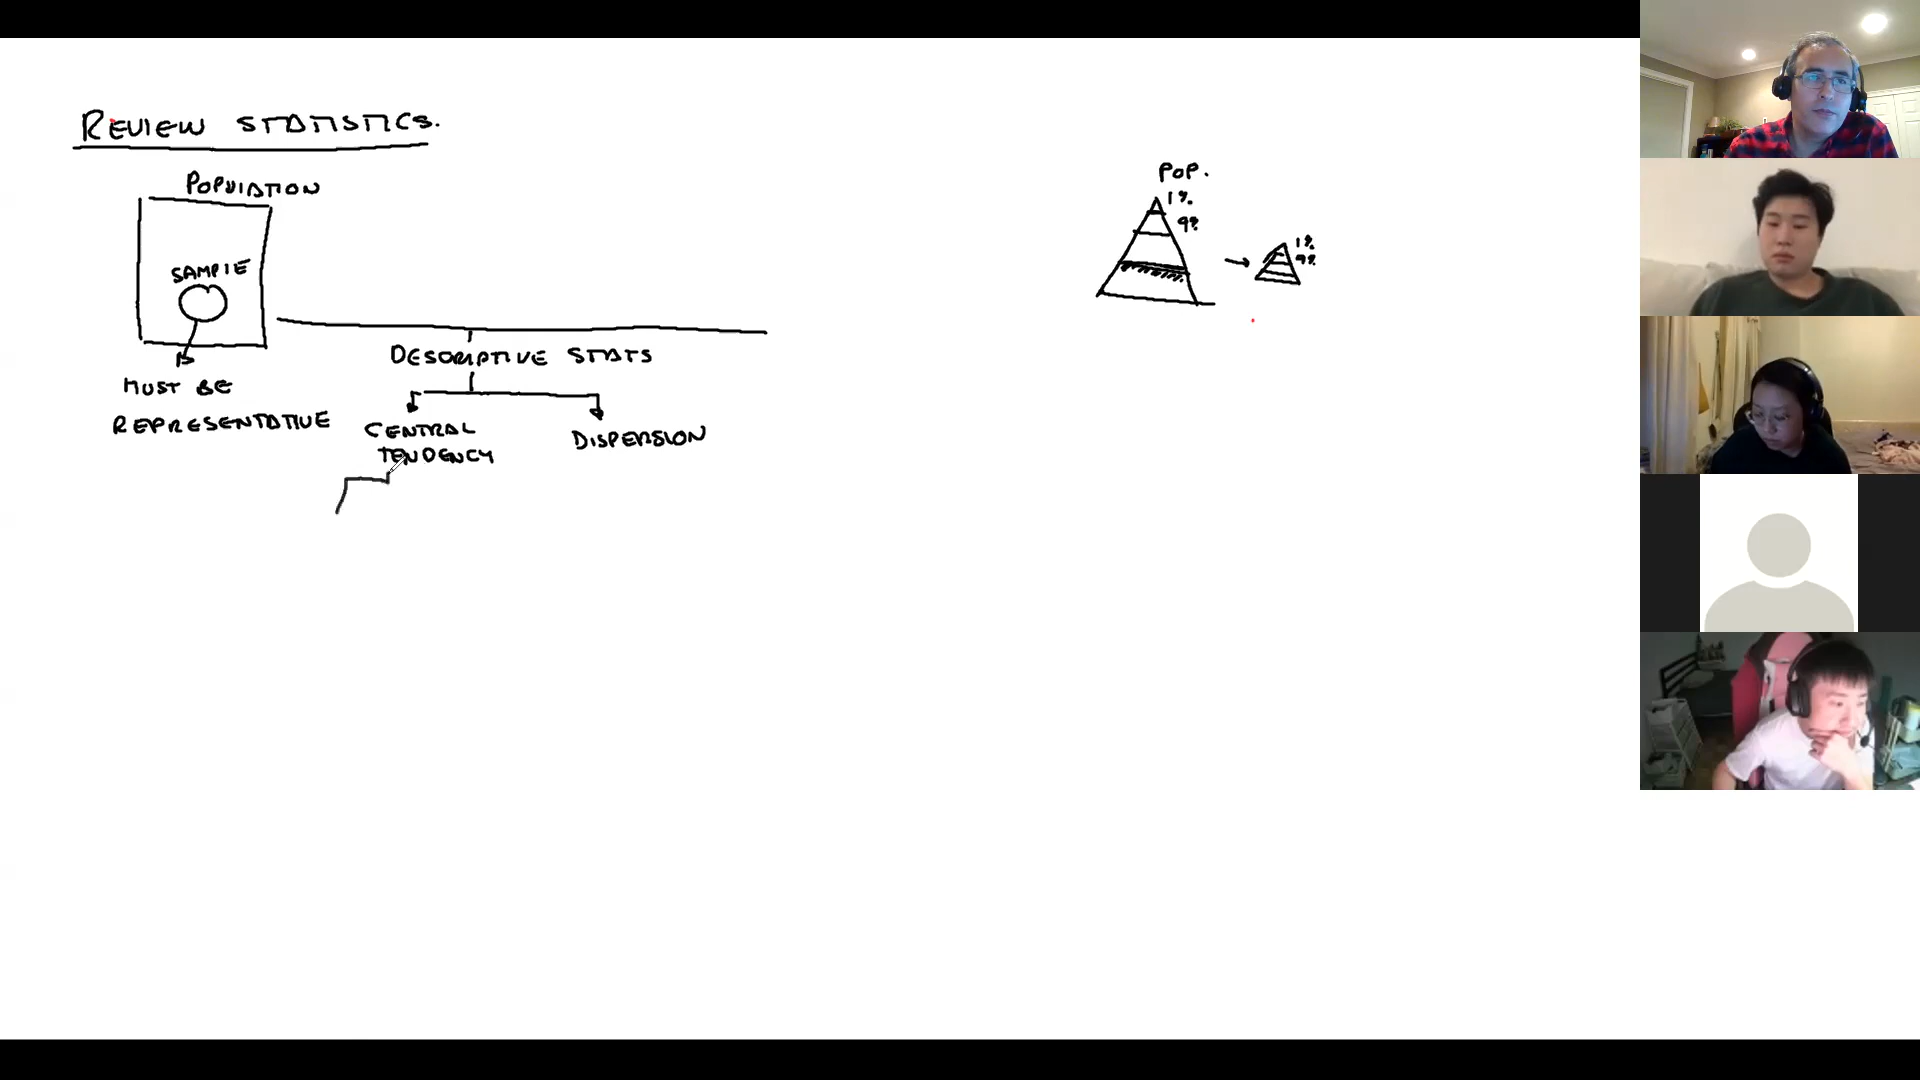 REVIEW STATISTICS.
POPULATION
SAMPLE
MUST BE
REPRESENTATIVE
DESCRIPTIVE STATS
CENTRAL
TENDENCY
DISPERSION
POP.
1%
9%
1%
9%